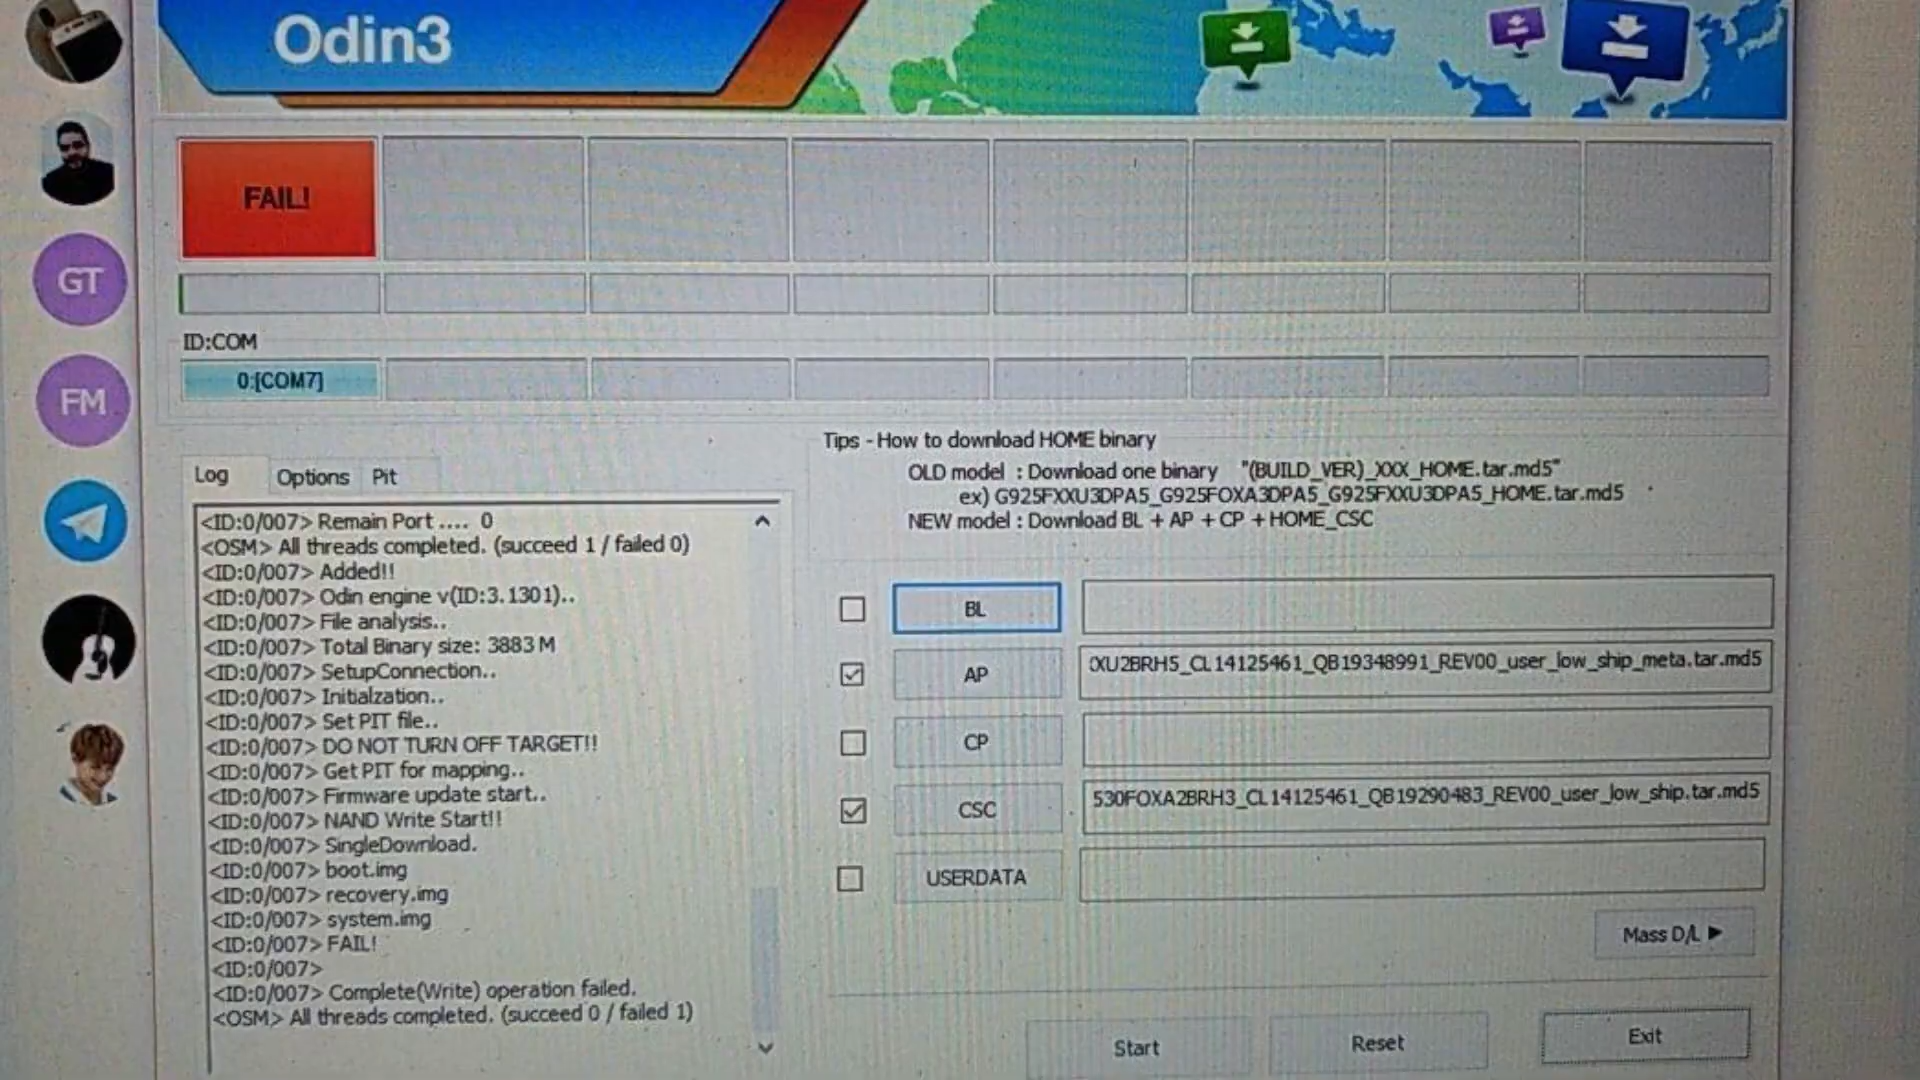 Odin3
FAIL!
ID:COM
0:[COM7]
GT
FM
Log
Options
Pit
<ID:0/007> Remain Port .... 0
<OSM> All threads completed. (succeed 1 / failed 0)
<ID:0/007> Added!!
<ID:0/007> Odin engine v(ID:3.1301)..
<ID:0/007> File analysis..
<ID:0/007> Total Binary size: 3883 M
<ID:0/007> SetupConnection..
<ID:0/007> Initialzation..
<ID:0/007> Set PIT file..
<ID:0/007> DO NOT TURN OFF TARGET!!
<ID:0/007> Get PIT for mapping..
<ID:0/007> Firmware update start..
<ID:0/007> NAND Write Start!!
<ID:0/007> SingleDownload.
<ID:0/007> boot.img
<ID:0/007> recovery.img
<ID:0/007> system.img
<ID:0/007> FAIL!
<ID:0/007>
<ID:0/007> Complete(Write) operation failed.
<OSM> All threads completed. (succeed 0 / failed 1)
Tips - How to download HOME binary
OLD model : Download one binary "(BUILD_VER)_XXX_HOME.tar.md5"
ex) G925FXXU3DPA5_G925FOXA3DPA5_G925FXXU3DPA5_HOME.tar.md5
NEW model : Download BL + AP + CP + HOME_CSC
BL
AP
XU2BRH5_CL14125461_QB19348991_REV00_user_low_ship_meta.tar.md5
CP
CSC
530FOXA2BRH3_CL14125461_QB19290483_REV00_user_low_ship.tar.md5
USERDATA
Mass D/L
Start
Reset
Exit